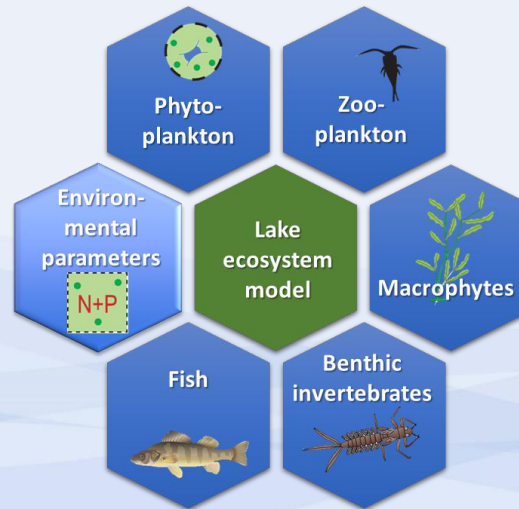 Phyto-
plankton
Zoo-
plankton
Environ-
mental
parameters
N+P
Lake
ecosystem
model
Macrophytes
Fish
Benthic
invertebrates